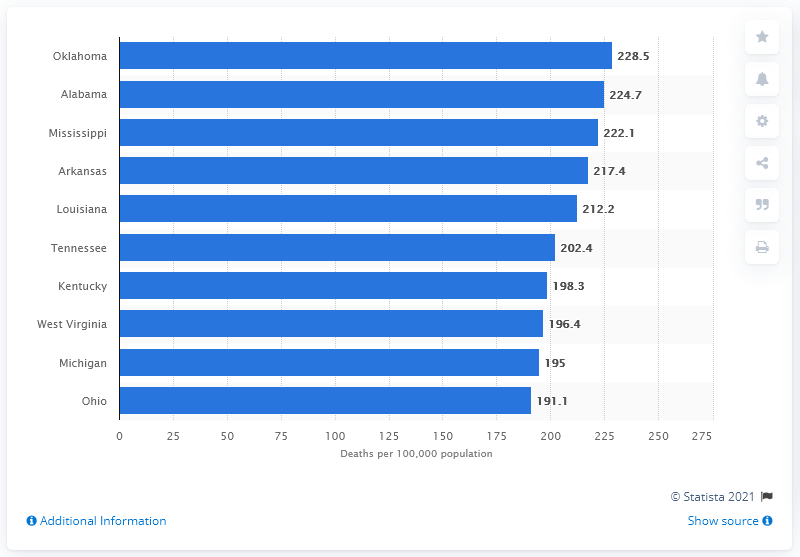 Oklahoma 228.5
Alabama 224.7
Mississippi 222.1
Arkansas 217.4
Louisiana 212.2
Tennessee 202.4
Kentucky 198.3
West Virginia 196.4
Michigan 195
Ohio 191.1
0 25 50 75 100 125 150 175 200 225 250 275
Deaths per 100,000 population
© Statista 2021
Additional Information Show source